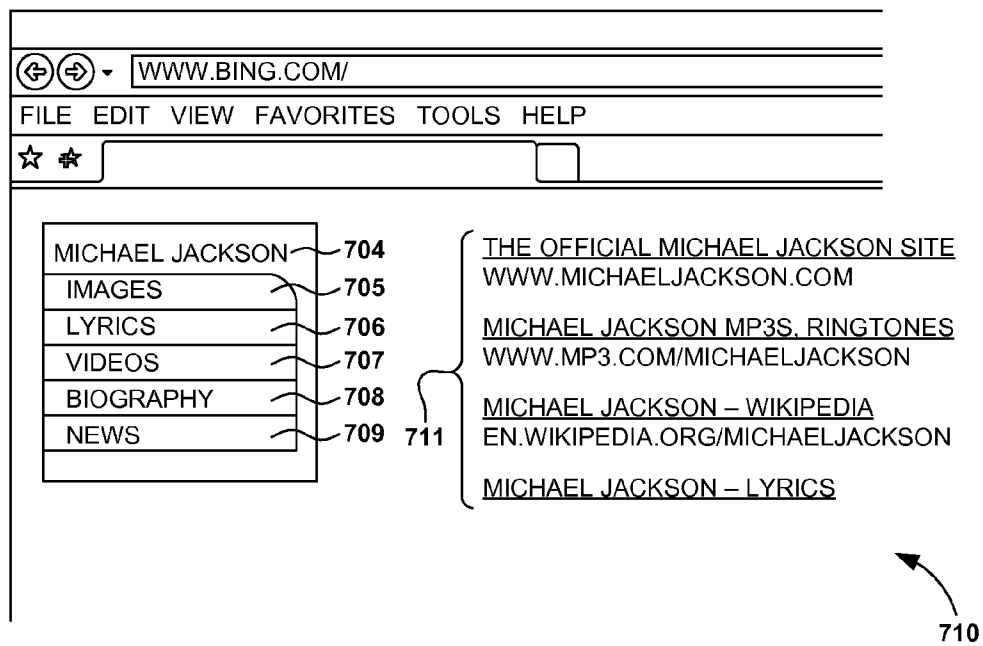 WWW.BING.COM/
FILE EDIT VIEW FAVORITES TOOLS HELP
MICHAEL JACKSON 704
IMAGES 705
LYRICS 706
VIDEOS 707
BIOGRAPHY 708
NEWS 709
711
THE OFFICIAL MICHAEL JACKSON SITE
WWW.MICHAELJACKSON.COM
MICHAEL JACKSON MP3S, RINGTONES
WWW.MP3.COM/MICHAELJACKSON
MICHAEL JACKSON – WIKIPEDIA
EN.WIKIPEDIA.ORG/MICHAELJACKSON
MICHAEL JACKSON – LYRICS
710